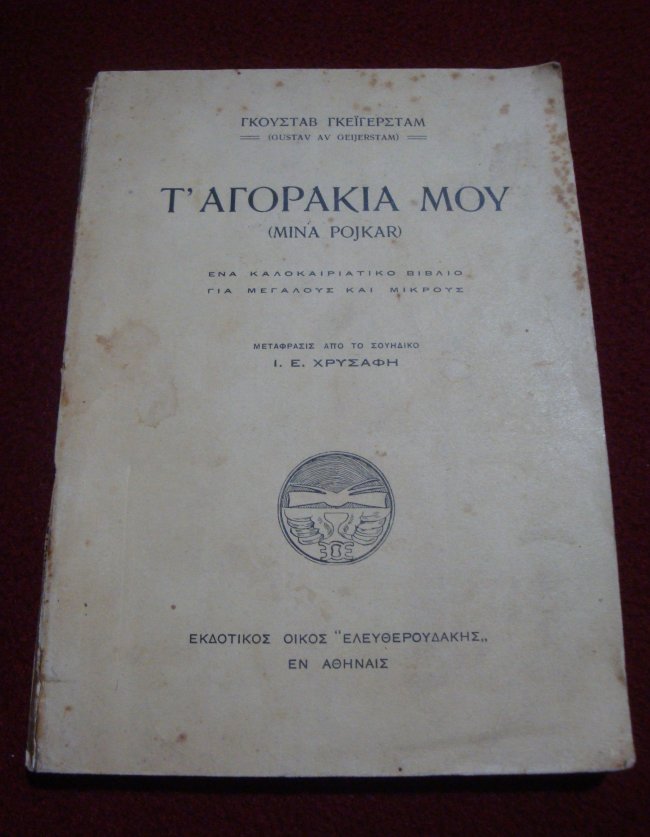 ΓΚΟΥΣΤΑΒ ΓΚΕΪΓΕΡΣΤΑΜ
(GUSTAV AV GEIJERSTAM)
Τ' ΑΓΟΡΑΚΙΑ ΜΟΥ
(MINA POJKAR)
ΕΝΑ ΚΑΛΟΚΑΙΡΙΑΤΙΚΟ ΒΙΒΛΙΟ
ΓΙΑ ΜΕΓΑΛΟΥΣ ΚΑΙ ΜΙΚΡΟΥΣ
ΜΕΤΑΦΡΑΣΙΣ ΑΠΟ ΤΟ ΣΟΥΗΔΙΚΟ
Ι. Ε. ΧΡΥΣΑΦΗ
ΕΚΔΟΤΙΚΟΣ ΟΙΚΟΣ "ΕΛΕΥΘΕΡΟΥΔΑΚΗΣ„
ΕΝ ΑΘΗΝΑΙΣ